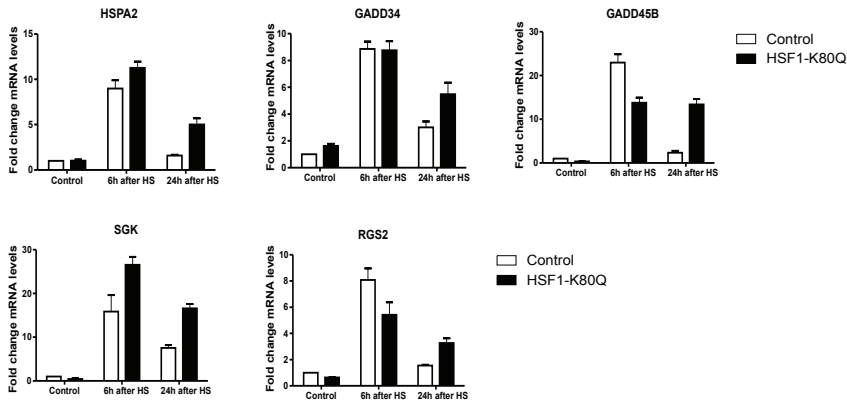 HSPA2
Fold change mRNA levels
15
10
5
0
Control 6h after HS 24h after HS
GADD34
Fold change mRNA levels
10
8
6
4
2
0
Control 6h after HS 24h after HS
GADD45B
Fold change mRNA levels
30
20
10
0
Control 6h after HS 24h after HS
Control
HSF1-K80Q
SGK
Fold change mRNA levels
30
20
10
0
Control 6h after HS 24h after HS
RGS2
Fold change mRNA levels
10
8
6
4
2
0
Control 6h after HS 24h after HS
Control
HSF1-K80Q